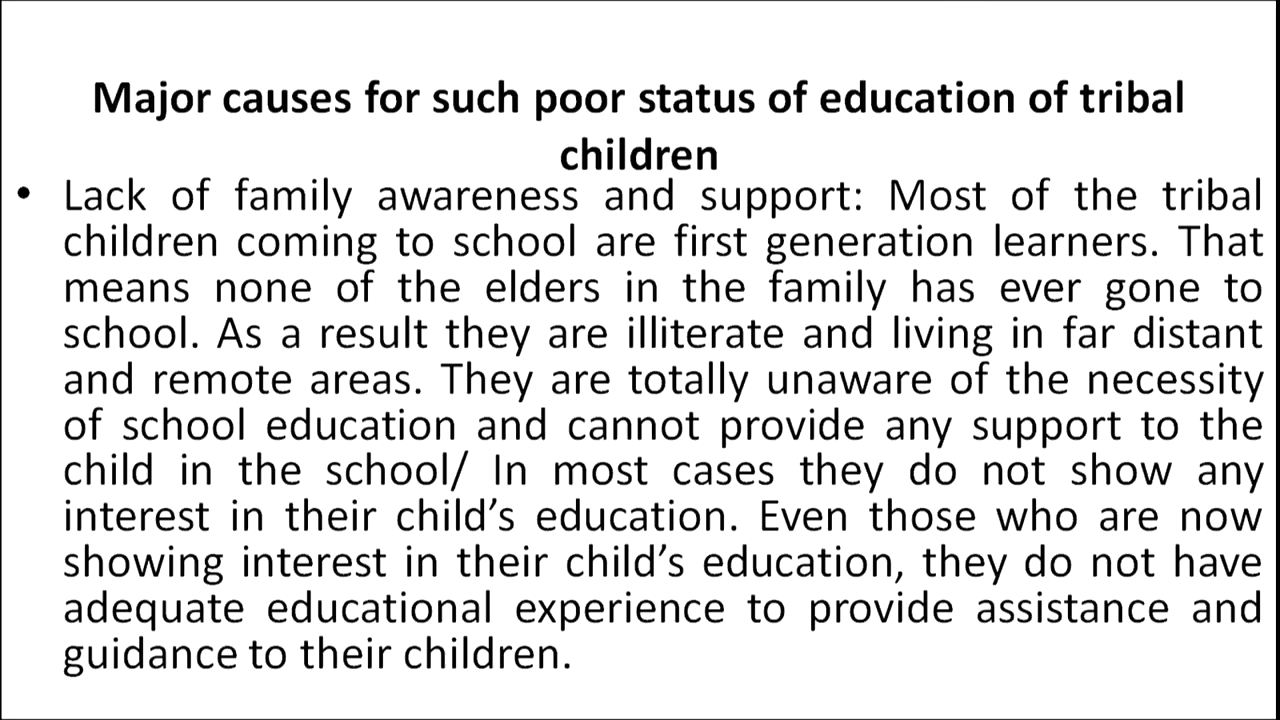 Major causes for such poor status of education of tribal
children
• Lack of family awareness and support: Most of the tribal
children coming to school are first generation learners. That
means none of the elders in the family has ever gone to
school. As a result they are illiterate and living in far distant
and remote areas. They are totally unaware of the necessity
of school education and cannot provide any support to the
child in the school/ In most cases they do not show any
interest in their child’s education. Even those who are now
showing interest in their child’s education, they do not have
adequate educational experience to provide assistance and
guidance to their children.